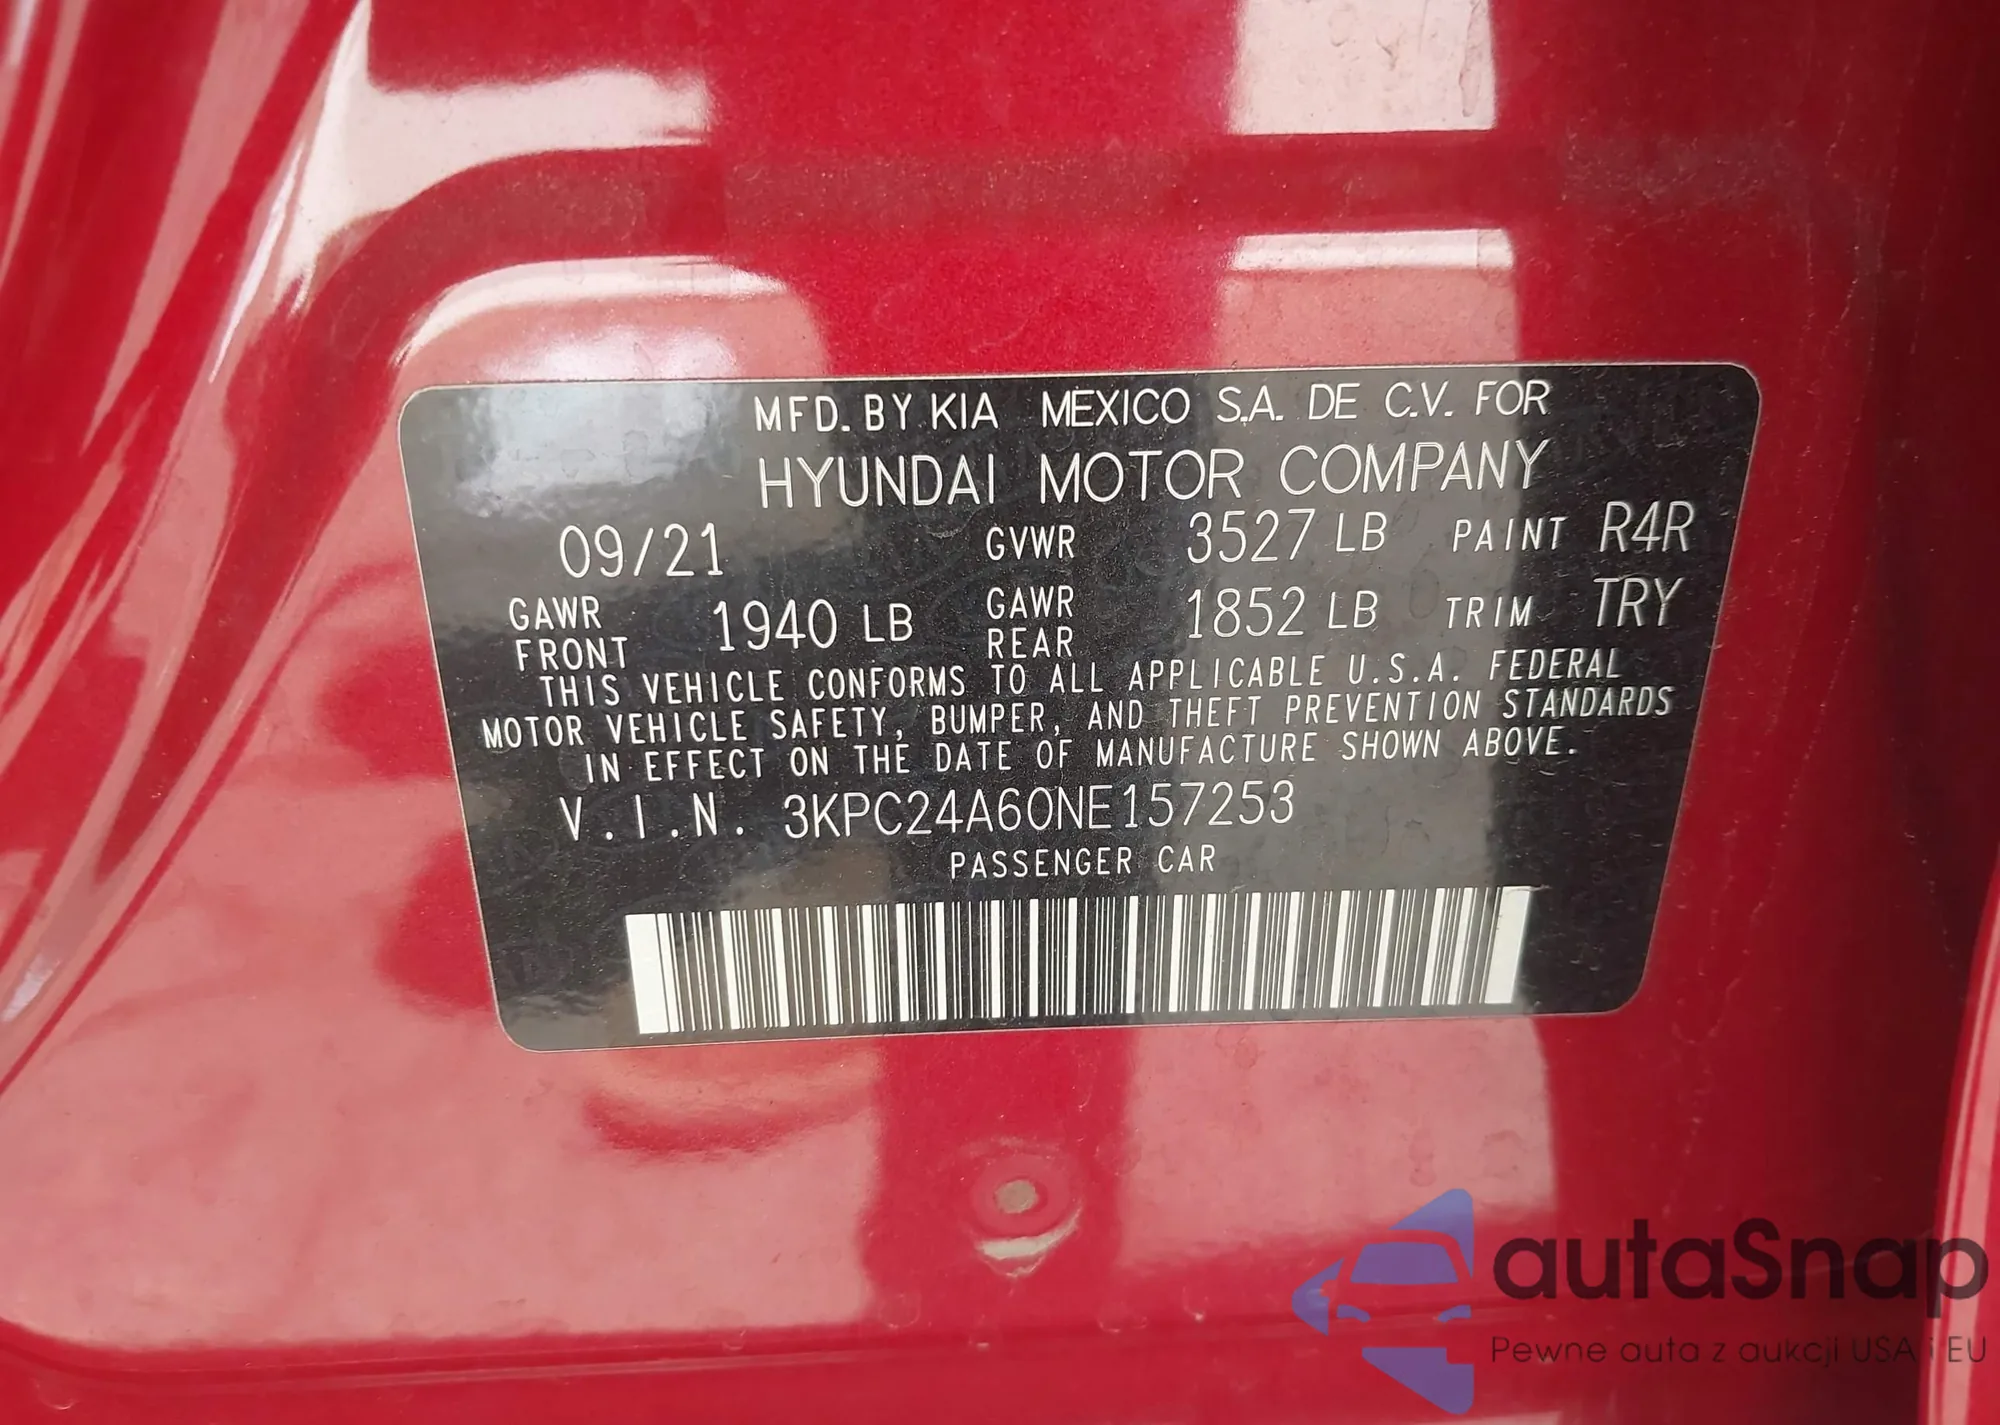 MFD. BY KIA MEXICO S.A. DE C.V. FOR
HYUNDAI MOTOR COMPANY
09/21 GVWR 3527 LB PAINT R4R
GAWR FRONT 1940 LB GAWR REAR 1852 LB TRIM TRY
THIS VEHICLE CONFORMS TO ALL APPLICABLE U.S.A. FEDERAL
MOTOR VEHICLE SAFETY, BUMPER, AND THEFT PREVENTION STANDARDS
IN EFFECT ON THE DATE OF MANUFACTURE SHOWN ABOVE.
V.I.N. 3KPC24A60NE157253
PASSENGER CAR
autaSnap
Pewne auta z aukcji USA i EU